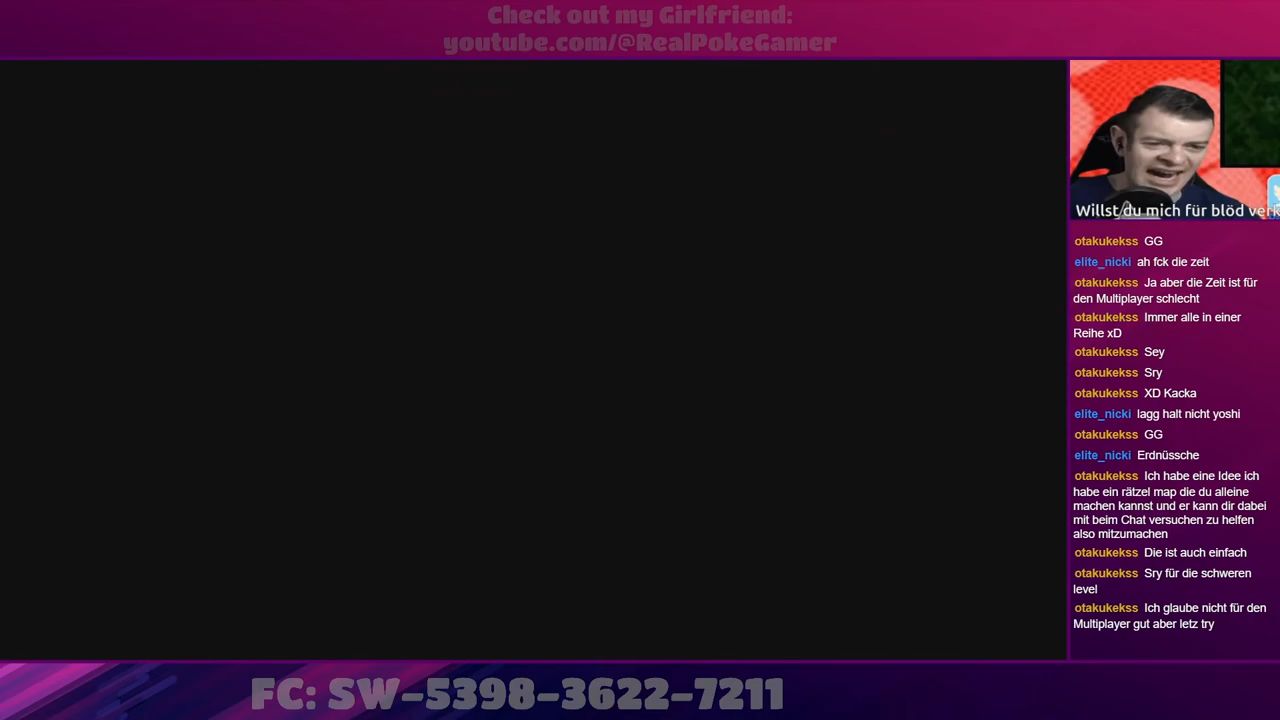 Check out my Girlfriend:
youtube.com/@RealPokeGamer
Willst du mich für blöd
otakukekss GG
elite_nicki ah fck die zeit
otakukekss Ja aber die Zeit ist für
den Multiplayer schlecht
otakukekss Immer alle in einer
Reihe xD
otakukekss Sey
otakukekss Sry
otakukekss XD Kacka
elite_nicki lagg halt nicht yoshi
otakukekss GG
elite_nicki Erdnüssche
otakukekss Ich habe eine Idee ich
habe ein rätzel map die du alleine
machen kannst und er kann dir dabei
mit beim Chat versuchen zu helfen
also mitzumachen
otakukekss Die ist auch einfach
otakukekss Sry für die schweren
level
otakukekss Ich glaube nicht für den
Multiplayer gut aber letz try
FC: SW-5398-3622-7211